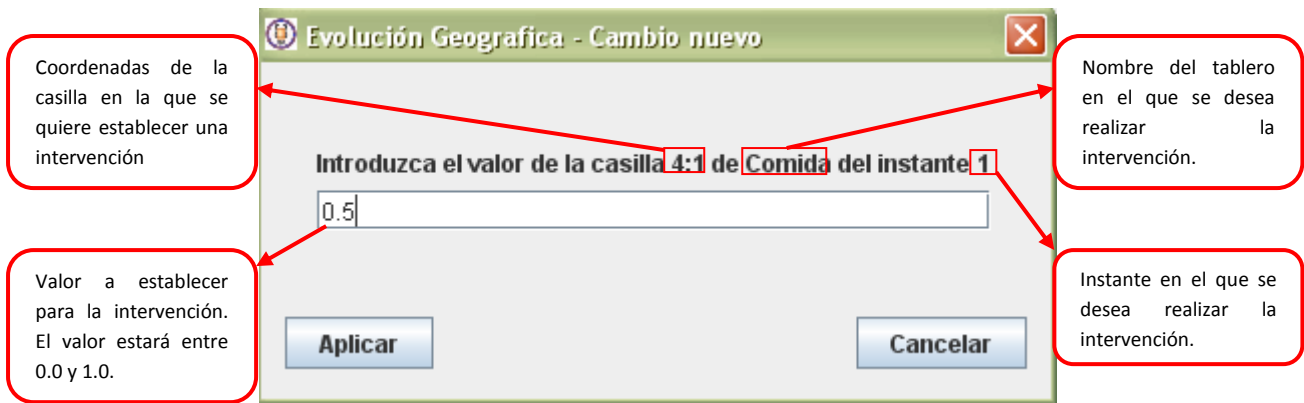 Evolución Geografica - Cambio nuevo
Coordenadas de la
casilla en la que se
quiere establecer una
intervención
Nombre del tablero
en el que se desea
realizar la
intervención.
Introduzca el valor de la casilla 4:1 de Comida del instante 1
0.5
Valor a establecer
para la intervención.
El valor estará entre
0.0 y 1.0.
Instante en el que se
desea realizar la
intervención.
Aplicar
Cancelar